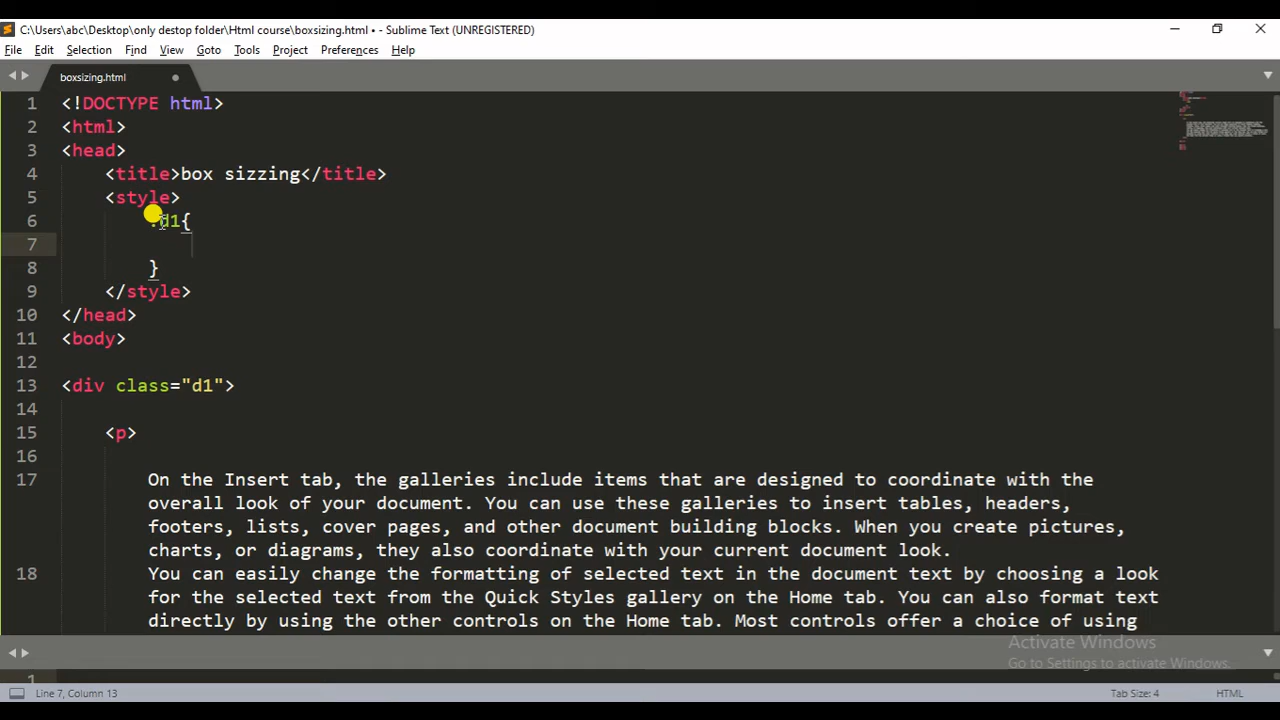 C:\Users\abc\Desktop\only destop folder\Html course\boxsizing.html • - Sublime Text (UNREGISTERED)
File Edit Selection Find View Goto Tools Project Preferences Help
boxsizing.html
1 <!DOCTYPE html>
2 <html>
3 <head>
4 <title>box sizzing</title>
5 <style>
6 .d1{
7
8 }
9 </style>
10 </head>
11 <body>
12
13 <div class="d1">
14
15 <p>
16
17 On the Insert tab, the galleries include items that are designed to coordinate with the
overall look of your document. You can use these galleries to insert tables, headers,
footers, lists, cover pages, and other document building blocks. When you create pictures,
charts, or diagrams, they also coordinate with your current document look.
18 You can easily change the formatting of selected text in the document text by choosing a look
for the selected text from the Quick Styles gallery on the Home tab. You can also format text
directly by using the other controls on the Home tab. Most controls offer a choice of using
Activate Windows
Go to Settings to activate Windows.
1
Line 7, Column 13 Tab Size: 4 HTML